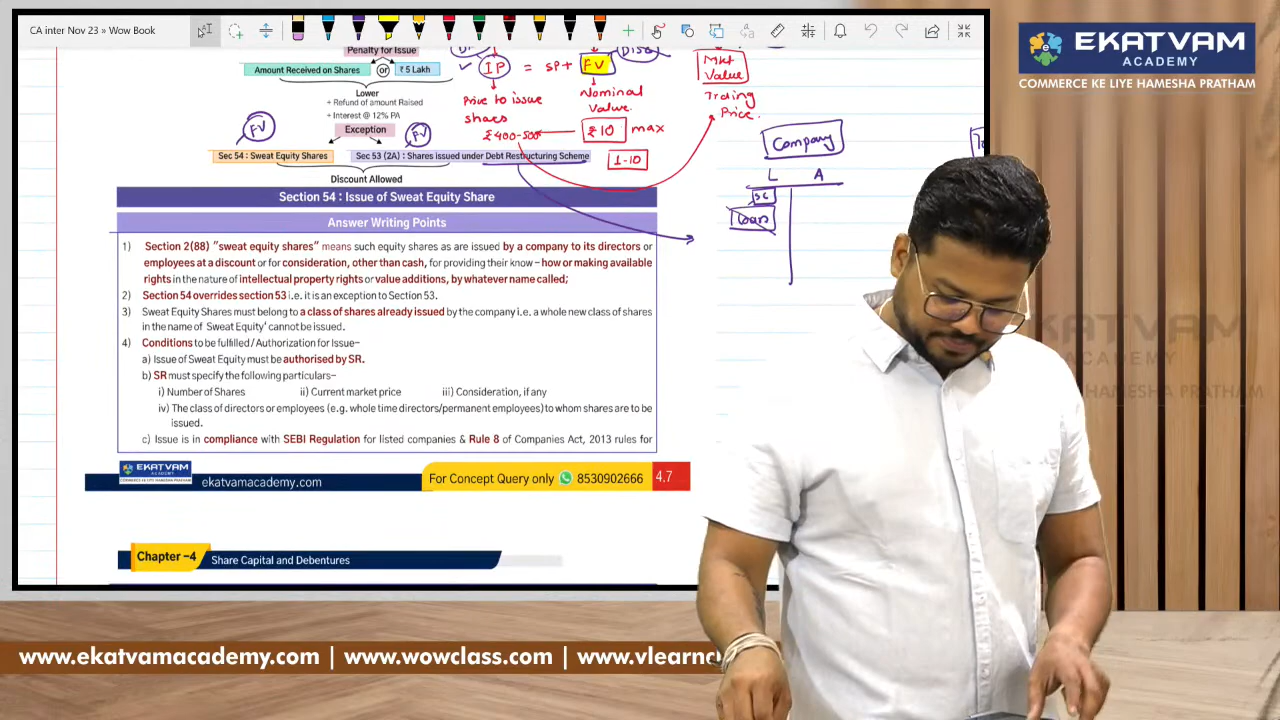 CA inter Nov 23 » Wow Book
Penalty for Issue
Amount Received on Shares or ₹ 5 Lakh
Lower
+ Refund of amount Raised
+ Interest @ 12% PA
Exception
FV
FV
Sec 54 : Sweat Equity Shares
Sec 53 (2A) : Shares issued under Debt Restructuring Scheme
Discount Allowed
IP = SP + FV
Price to issue
shares
₹ 400-500
Nominal
Value.
₹10 max
1-10
Mkt
Value
Trading
Price.
Company
L A
SC
Loans
Section 54 : Issue of Sweat Equity Share
Answer Writing Points
1) Section 2(88) "sweat equity shares" means such equity shares as are issued by a company to its directors or
employees at a discount or for consideration, other than cash, for providing their know – how or making available
rights in the nature of intellectual property rights or value additions, by whatever name called;
2) Section 54 overrides section 53 i.e. it is an exception to Section 53.
3) Sweat Equity Shares must belong to a class of shares already issued by the company i.e. a whole new class of shares
in the name of 'Sweat Equity' cannot be issued.
4) Conditions to be fulfilled / Authorization for Issue–
a) Issue of Sweat Equity must be authorised by SR.
b) SR must specify the following particulars–
i) Number of Shares ii) Current market price iii) Consideration, if any
iv) The class of directors or employees (e.g. whole time directors/permanent employees) to whom shares are to be
issued.
c) Issue is in compliance with SEBI Regulation for listed companies & Rule 8 of Companies Act, 2013 rules for
EKATVAM
ACADEMY
ekatvamacademy.com
For Concept Query only 8530902666
4.7
Chapter –4
Share Capital and Debentures
EKATVAM
ACADEMY
COMMERCE KE LIYE HAMESHA PRATHAM
EKATVAM
ACADEMY
HAMESHA PRATHAM
www.ekatvamacademy.com | www.wowclass.com | www.vlearn